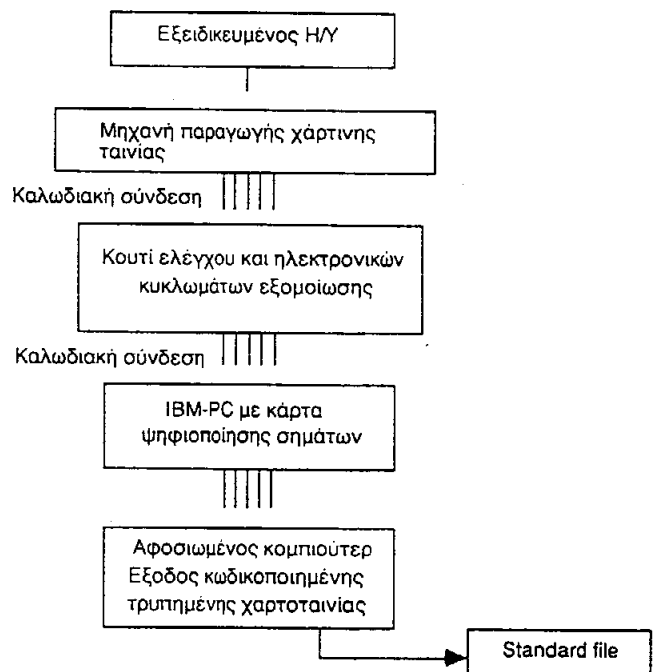 Εξειδικευμένος Η/Υ
Μηχανή παραγωγής χάρτινης
ταινίας
Καλωδιακή σύνδεση
Κουτί ελέγχου και ηλεκτρονικών
κυκλωμάτων εξομοίωσης
Καλωδιακή σύνδεση
IBM-PC με κάρτα
ψηφιοποίησης σημάτων
Αφοσιωμένος κομπιούτερ
Εξοδος κωδικοποιημένης
τρυπημένης χαρτοταινίας
Standard file